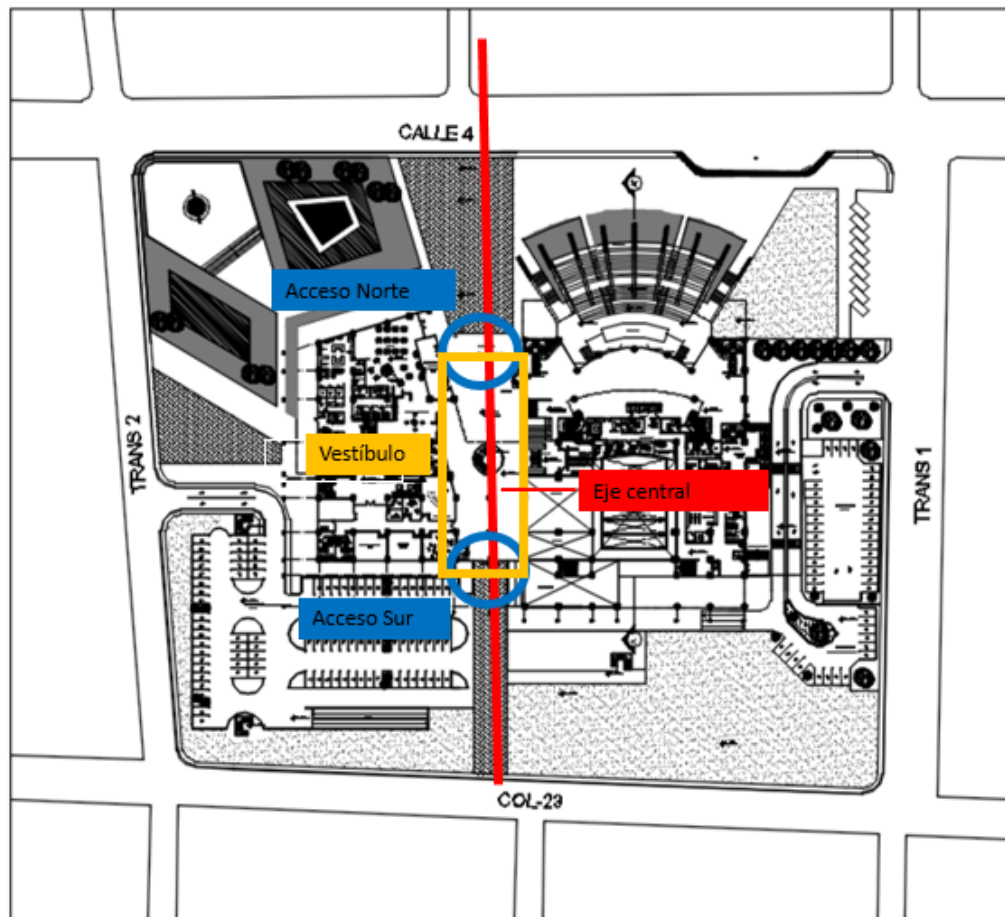 CALLE 4
Acceso Norte
Vestíbulo
Eje central
TRANS 2
TRANS 1
Acceso Sur
COL-23